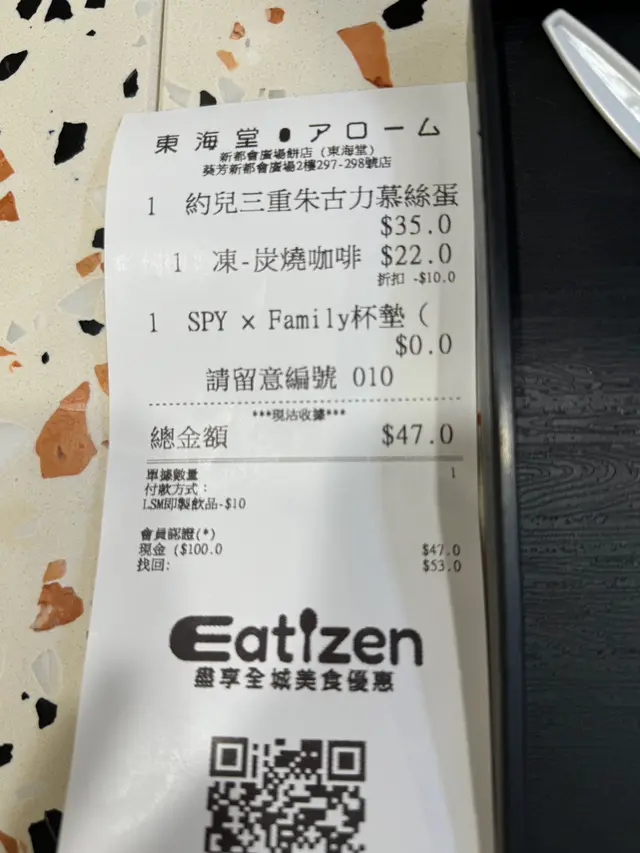 東海堂 アローム
新都會廣場餅店 (東海堂)
葵芳新都會廣場2樓297-298號店
1 約兒三重朱古力慕絲蛋
$35.0
1 凍-炭燒咖啡 $22.0
折扣 -$10.0
1 SPY x Family杯墊 (
$0.0
請留意編號 010
***現沽收據***
總金額 $47.0
單據數量 1
付款方式：
LSM即製飲品-$10
會員認證(*)
現金 ($100.0 $47.0
找回: $53.0
Eatizen
盡享全城美食優惠